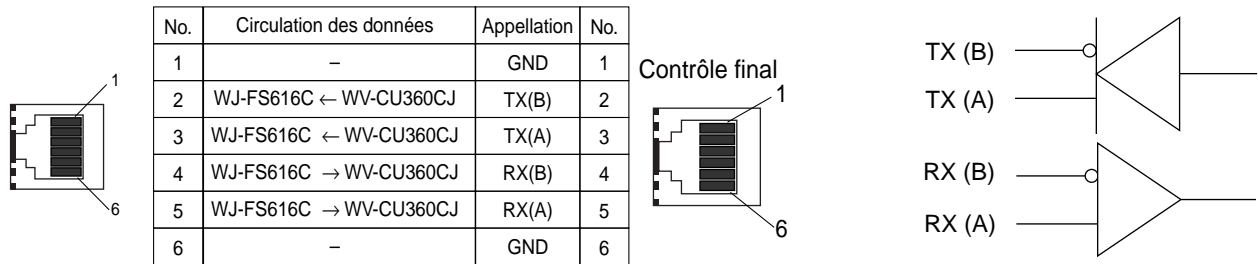 No. Circulation des données Appellation No.
1 – GND 1
2 WJ-FS616C ← WV-CU360CJ TX(B) 2
3 WJ-FS616C ← WV-CU360CJ TX(A) 3
4 WJ-FS616C → WV-CU360CJ RX(B) 4
5 WJ-FS616C → WV-CU360CJ RX(A) 5
6 – GND 6
1
6
Contrôle final
1
6
TX (B)
TX (A)
RX (B)
RX (A)